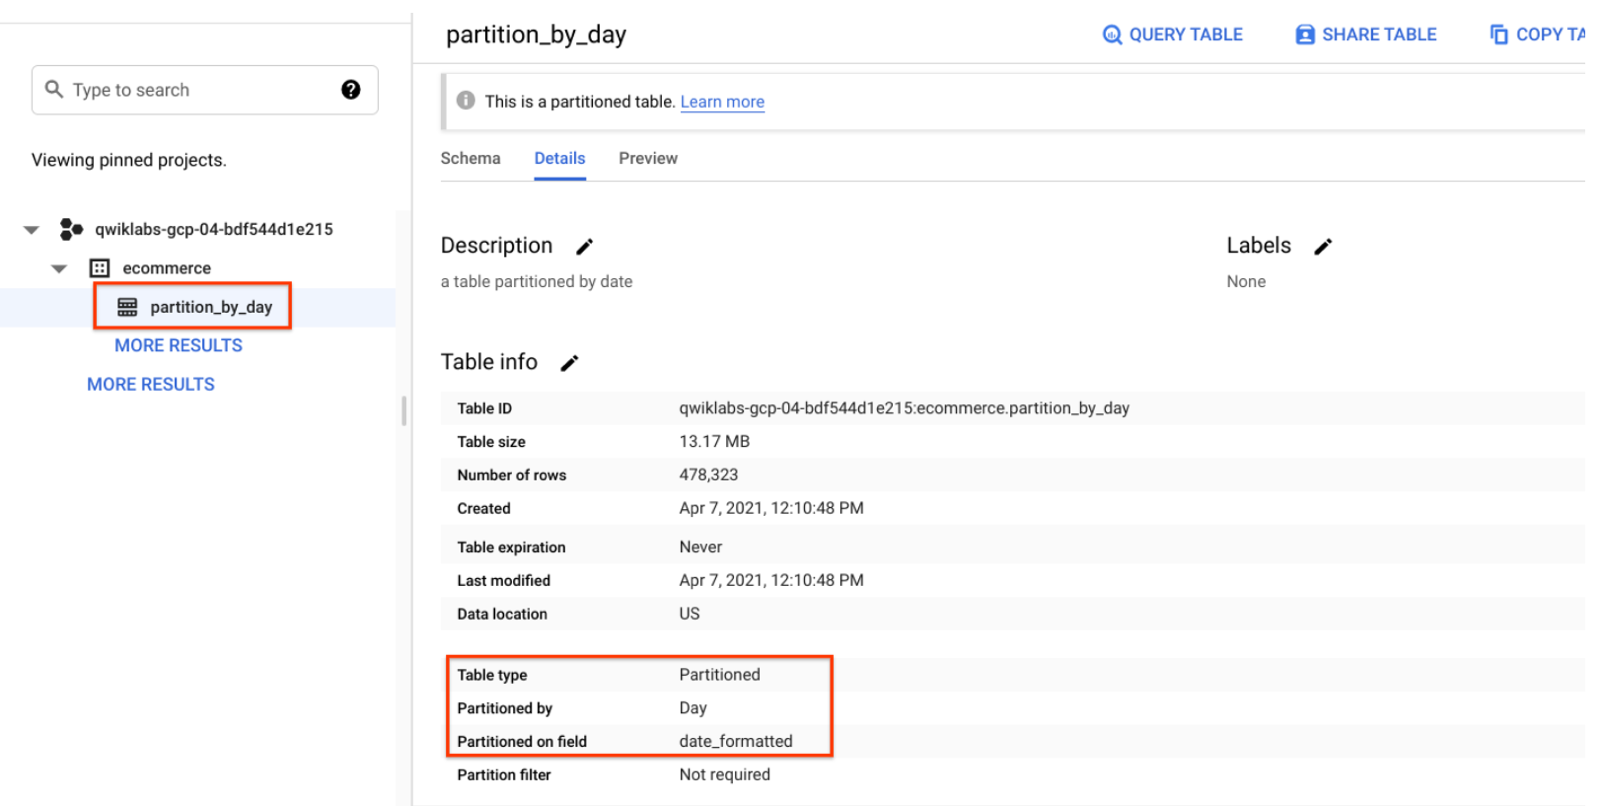 partition_by_day
QUERY TABLE
SHARE TABLE
COPY TA
Type to search
This is a partitioned table. Learn more
Viewing pinned projects.
Schema Details Preview
qwiklabs-gcp-04-bdf544d1e215
ecommerce
partition_by_day
MORE RESULTS
MORE RESULTS
Description
a table partitioned by date
Labels
None
Table info
Table ID qwiklabs-gcp-04-bdf544d1e215:ecommerce.partition_by_day
Table size 13.17 MB
Number of rows 478,323
Created Apr 7, 2021, 12:10:48 PM
Table expiration Never
Last modified Apr 7, 2021, 12:10:48 PM
Data location US
Table type Partitioned
Partitioned by Day
Partitioned on field date_formatted
Partition filter Not required